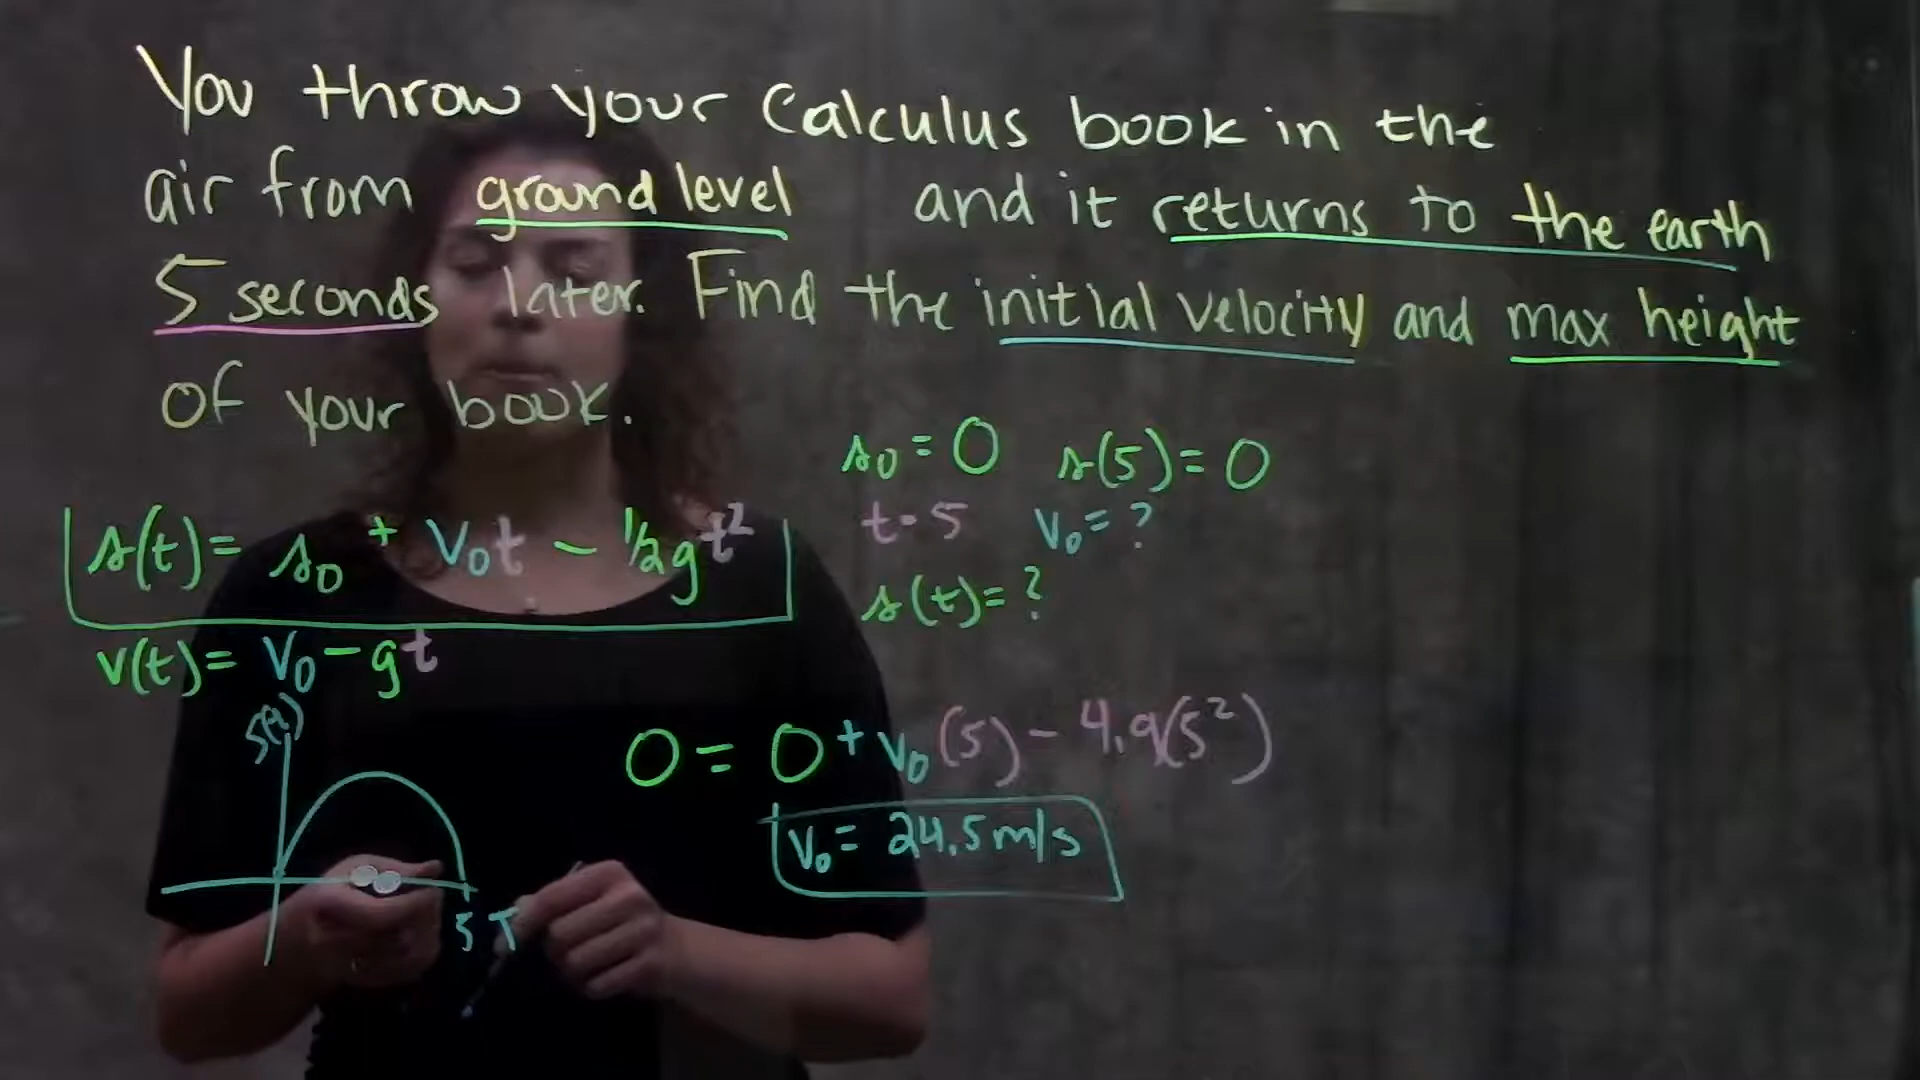 You throw your Calculus book in the
air from ground level and it returns to the earth
5 seconds later. Find the initial velocity and max height
of your book.
s₀ = 0 s(5) = 0
t = 5 v₀ = ?
s(t) = ?
s(t) = s₀ + v₀t – ½gt²
v(t) = v₀ – gt
s(t)
5 T
0 = 0 + v₀(5) – 4.9(5²)
v₀ = 24.5 m/s